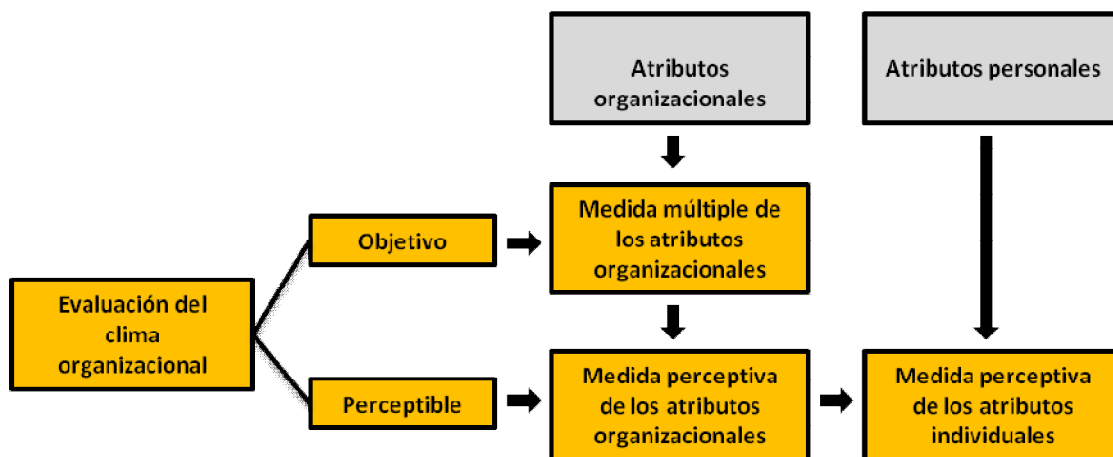 Atributos
organizacionales
Atributos personales
Medida múltiple de
los atributos
organizacionales
Objetivo
Evaluación del
clima
organizacional
Perceptible
Medida perceptiva
de los atributos
organizacionales
Medida perceptiva
de los atributos
individuales